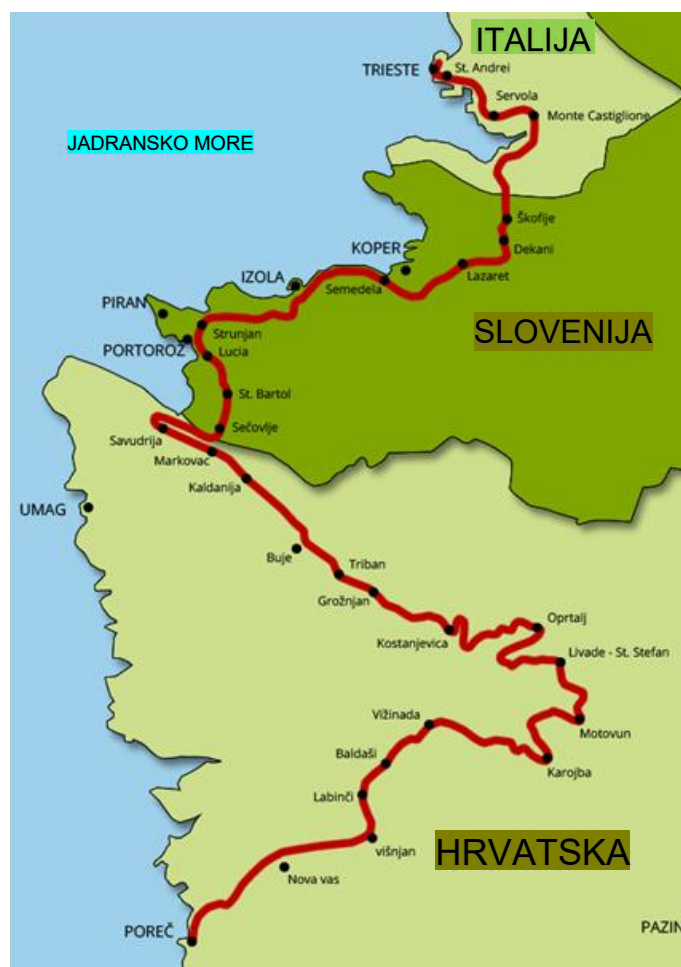 ITALIJA
TRIESTE
St. Andrei
Servola
Monte Castiglione
JADRANSKO MORE
Škofije
KOPER
Dekani
IZOLA
Lazaret
Semedela
PIRAN
Strunjan
SLOVENIJA
PORTOROŽ
Lucia
St. Bartol
Sečovlje
Savudrija
Markovac
Kaldanija
UMAG
Buje
Triban
Grožnjan
Oprtalj
Kostanjevica
Livade - St. Stefan
Vižinada
Motovun
Baldaši
Karojba
Labinči
višnjan
HRVATSKA
Nova vas
POREČ
PAZIN